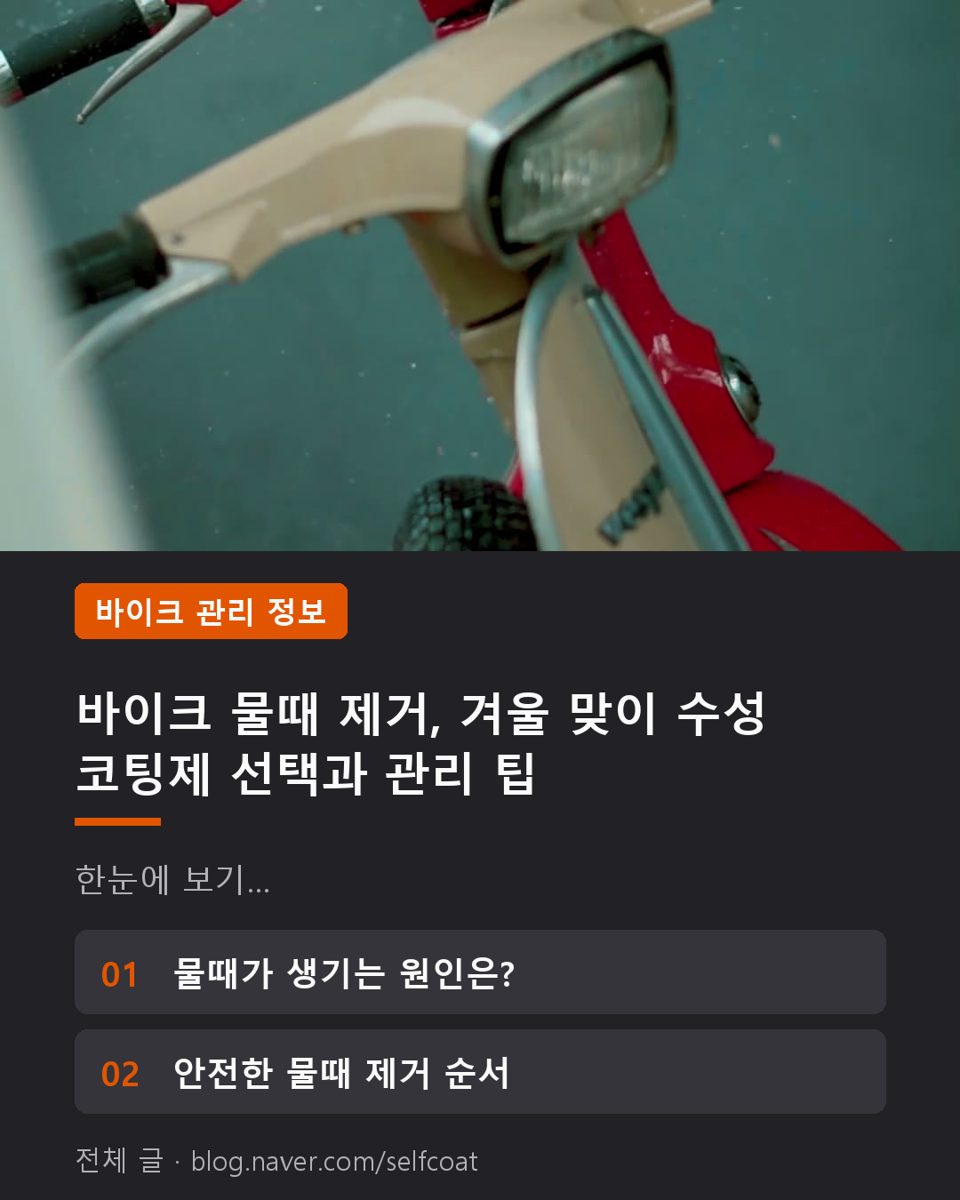 바이크 관리 정보
바이크 물때 제거, 겨울 맞이 수성
코팅제 선택과 관리 팁
한눈에 보기...
01 물때가 생기는 원인은?
02 안전한 물때 제거 순서
전체 글 · blog.naver.com/selfcoat